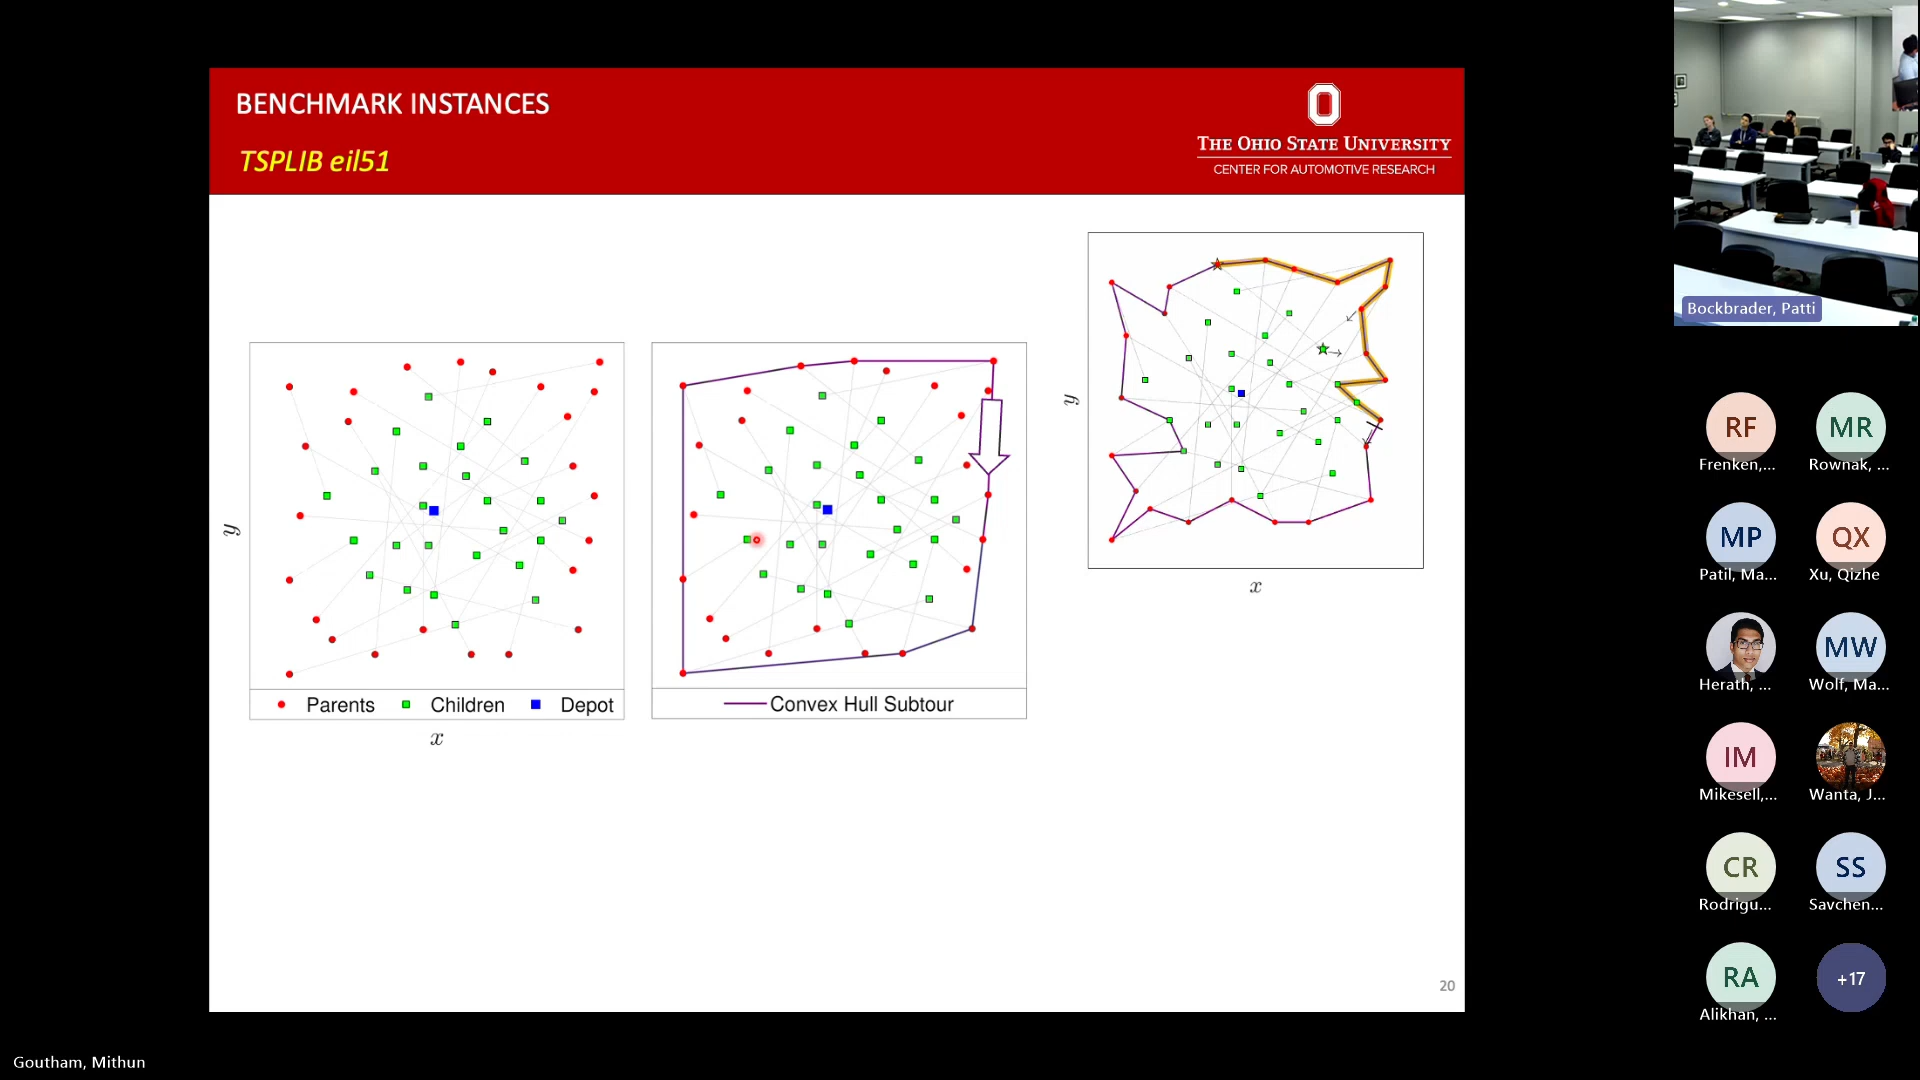 BENCHMARK INSTANCES
TSPLIB eil51
THE OHIO STATE UNIVERSITY
CENTER FOR AUTOMOTIVE RESEARCH
y
Parents
Children
Depot
x
Convex Hull Subtour
y
x
20
Bockbrader, Patti
RF
Frenken,...
MR
Rownak, ...
MP
Patil, Ma...
QX
Xu, Qizhe
Herath, ...
MW
Wolf, Ma...
IM
Mikesell,...
Wanta, J...
CR
Rodrigu...
SS
Savchen...
RA
Alikhan, ...
+17
Goutham, Mithun